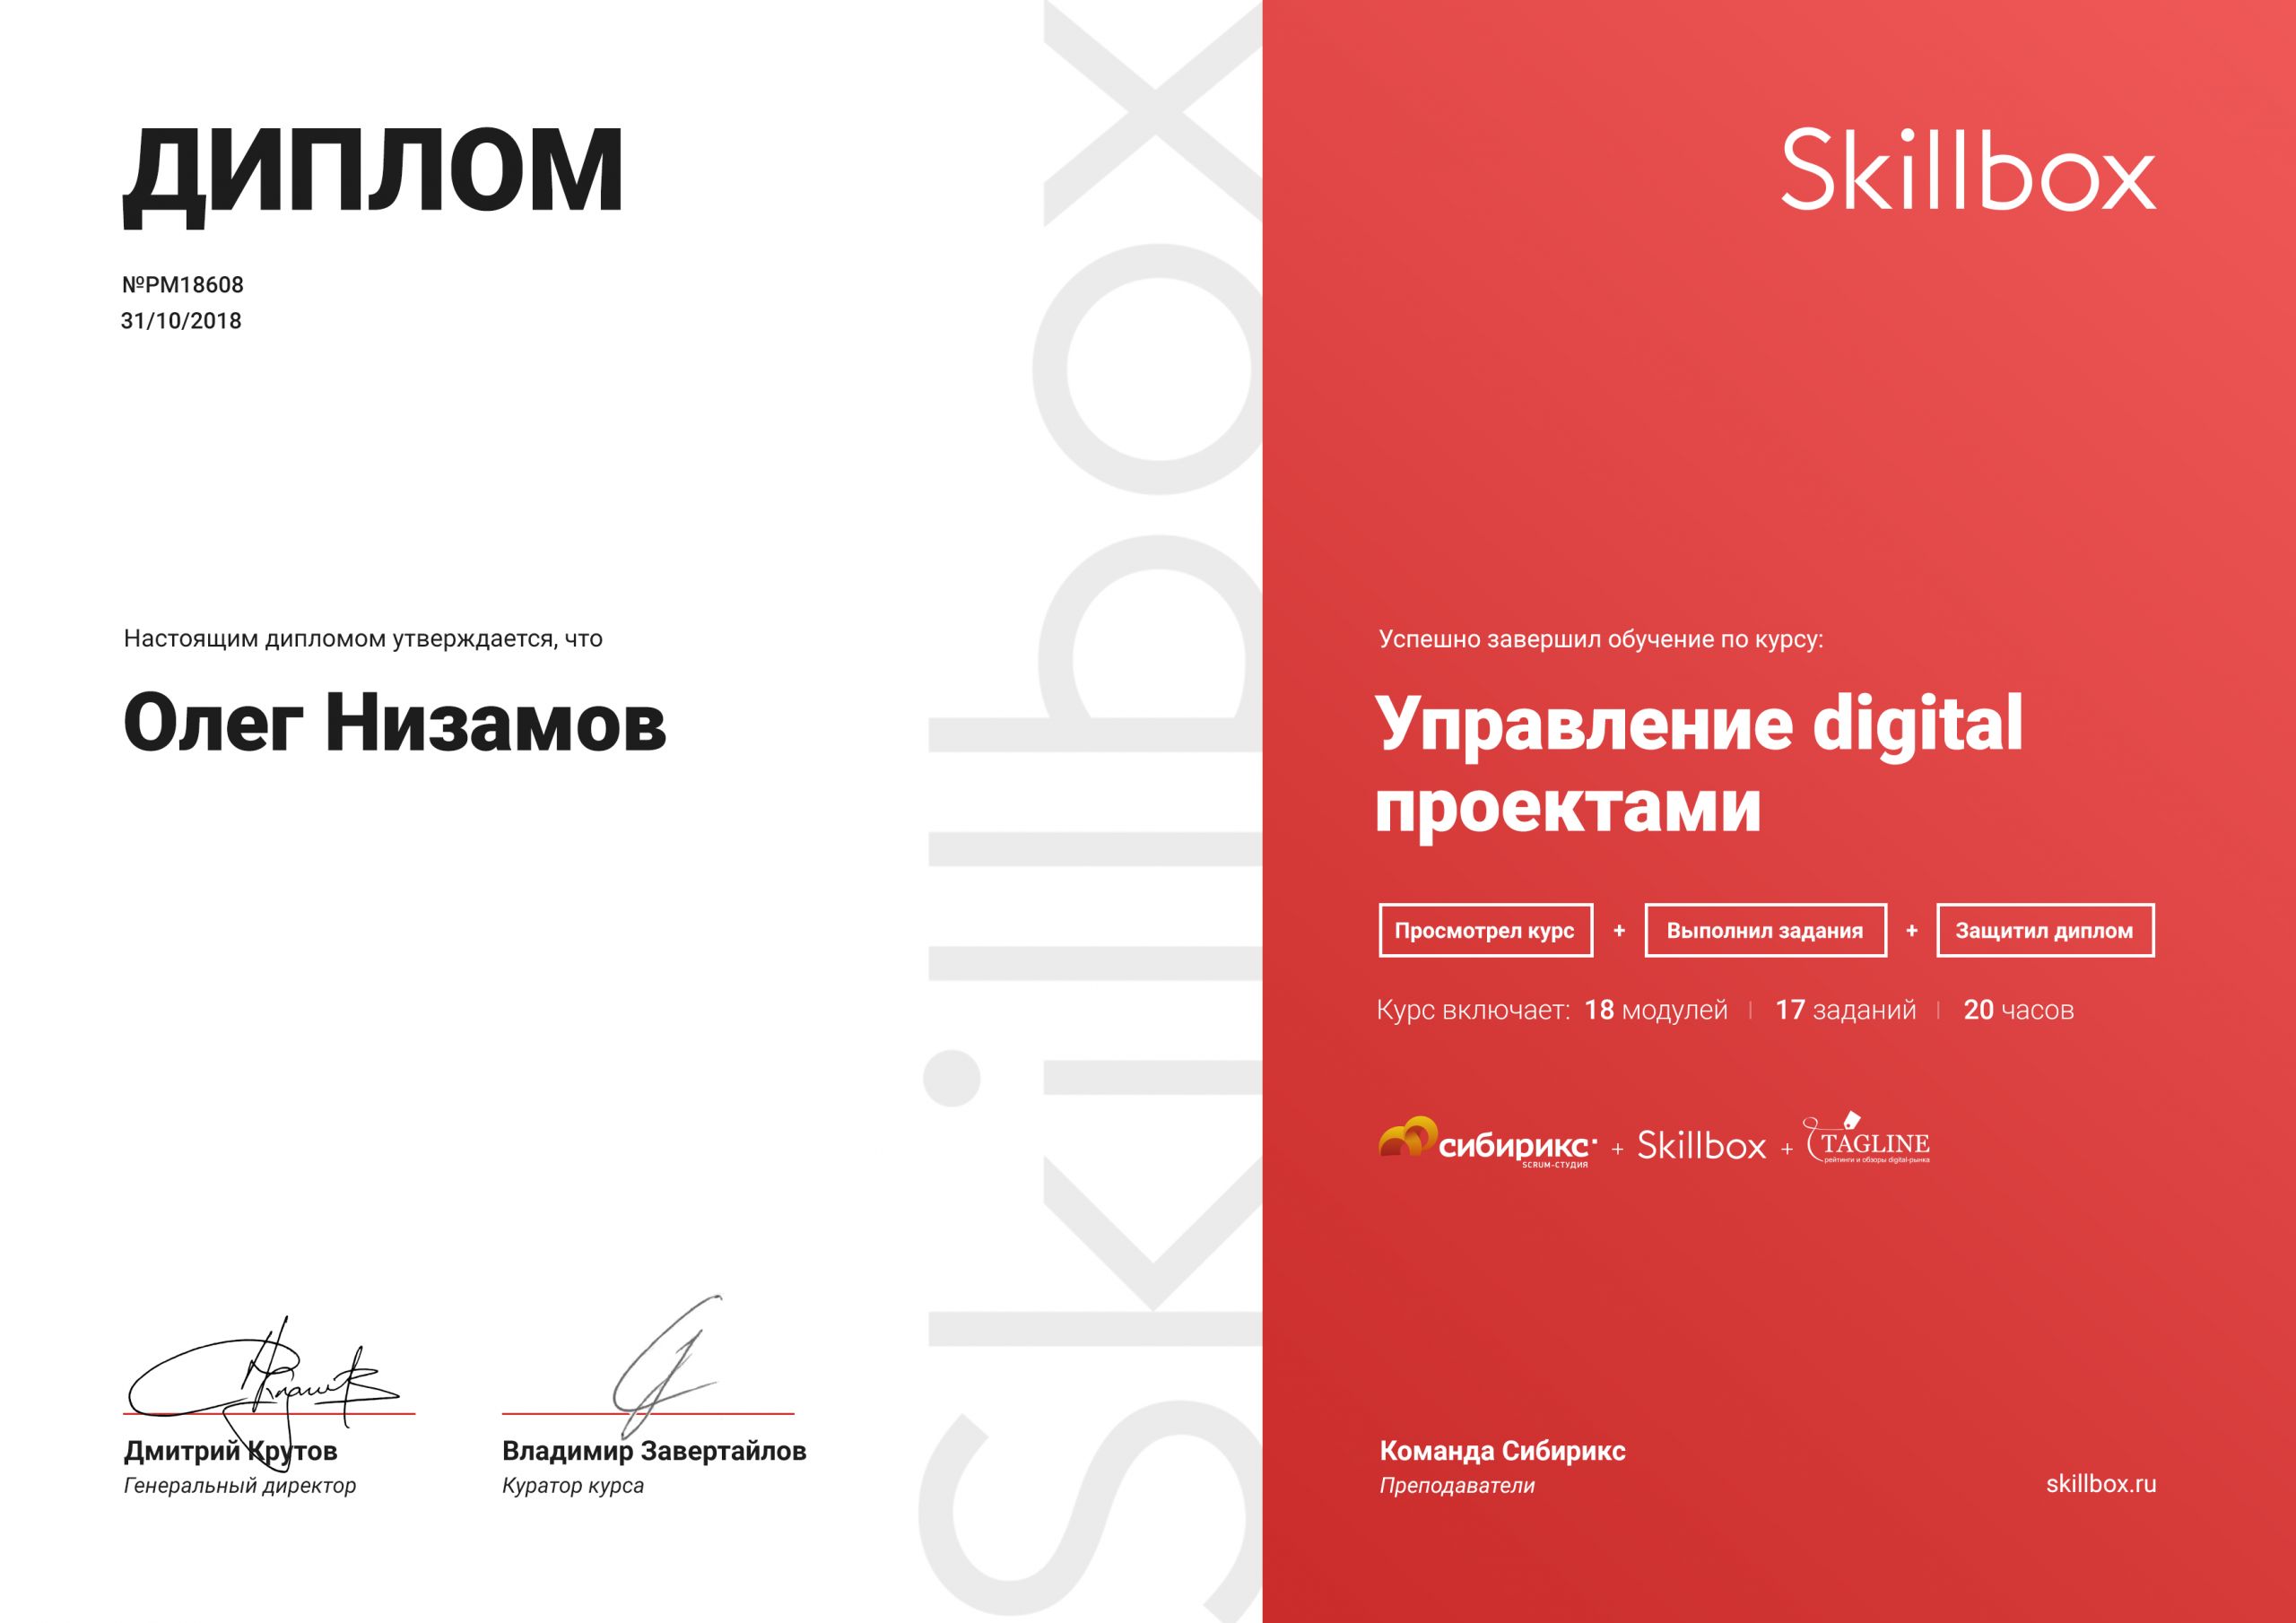 ДИПЛОМ
№PM18608
31/10/2018
Настоящим дипломом утверждается, что
Олег Низамов
Дмитрий Крутов
Генеральный директор
Владимир Завертайлов
Куратор курса
Skillbox
Skillbox
Успешно завершил обучение по курсу:
Управление digital
проектами
Просмотрел курс + Выполнил задания + Защитил диплом
Курс включает: 18 модулей | 17 заданий | 20 часов
сибирикс SCRUM-СТУДИЯ + Skillbox + TAGLINE рейтинги и обзоры digital-рынка
Команда Сибирикс
Преподаватели
skillbox.ru